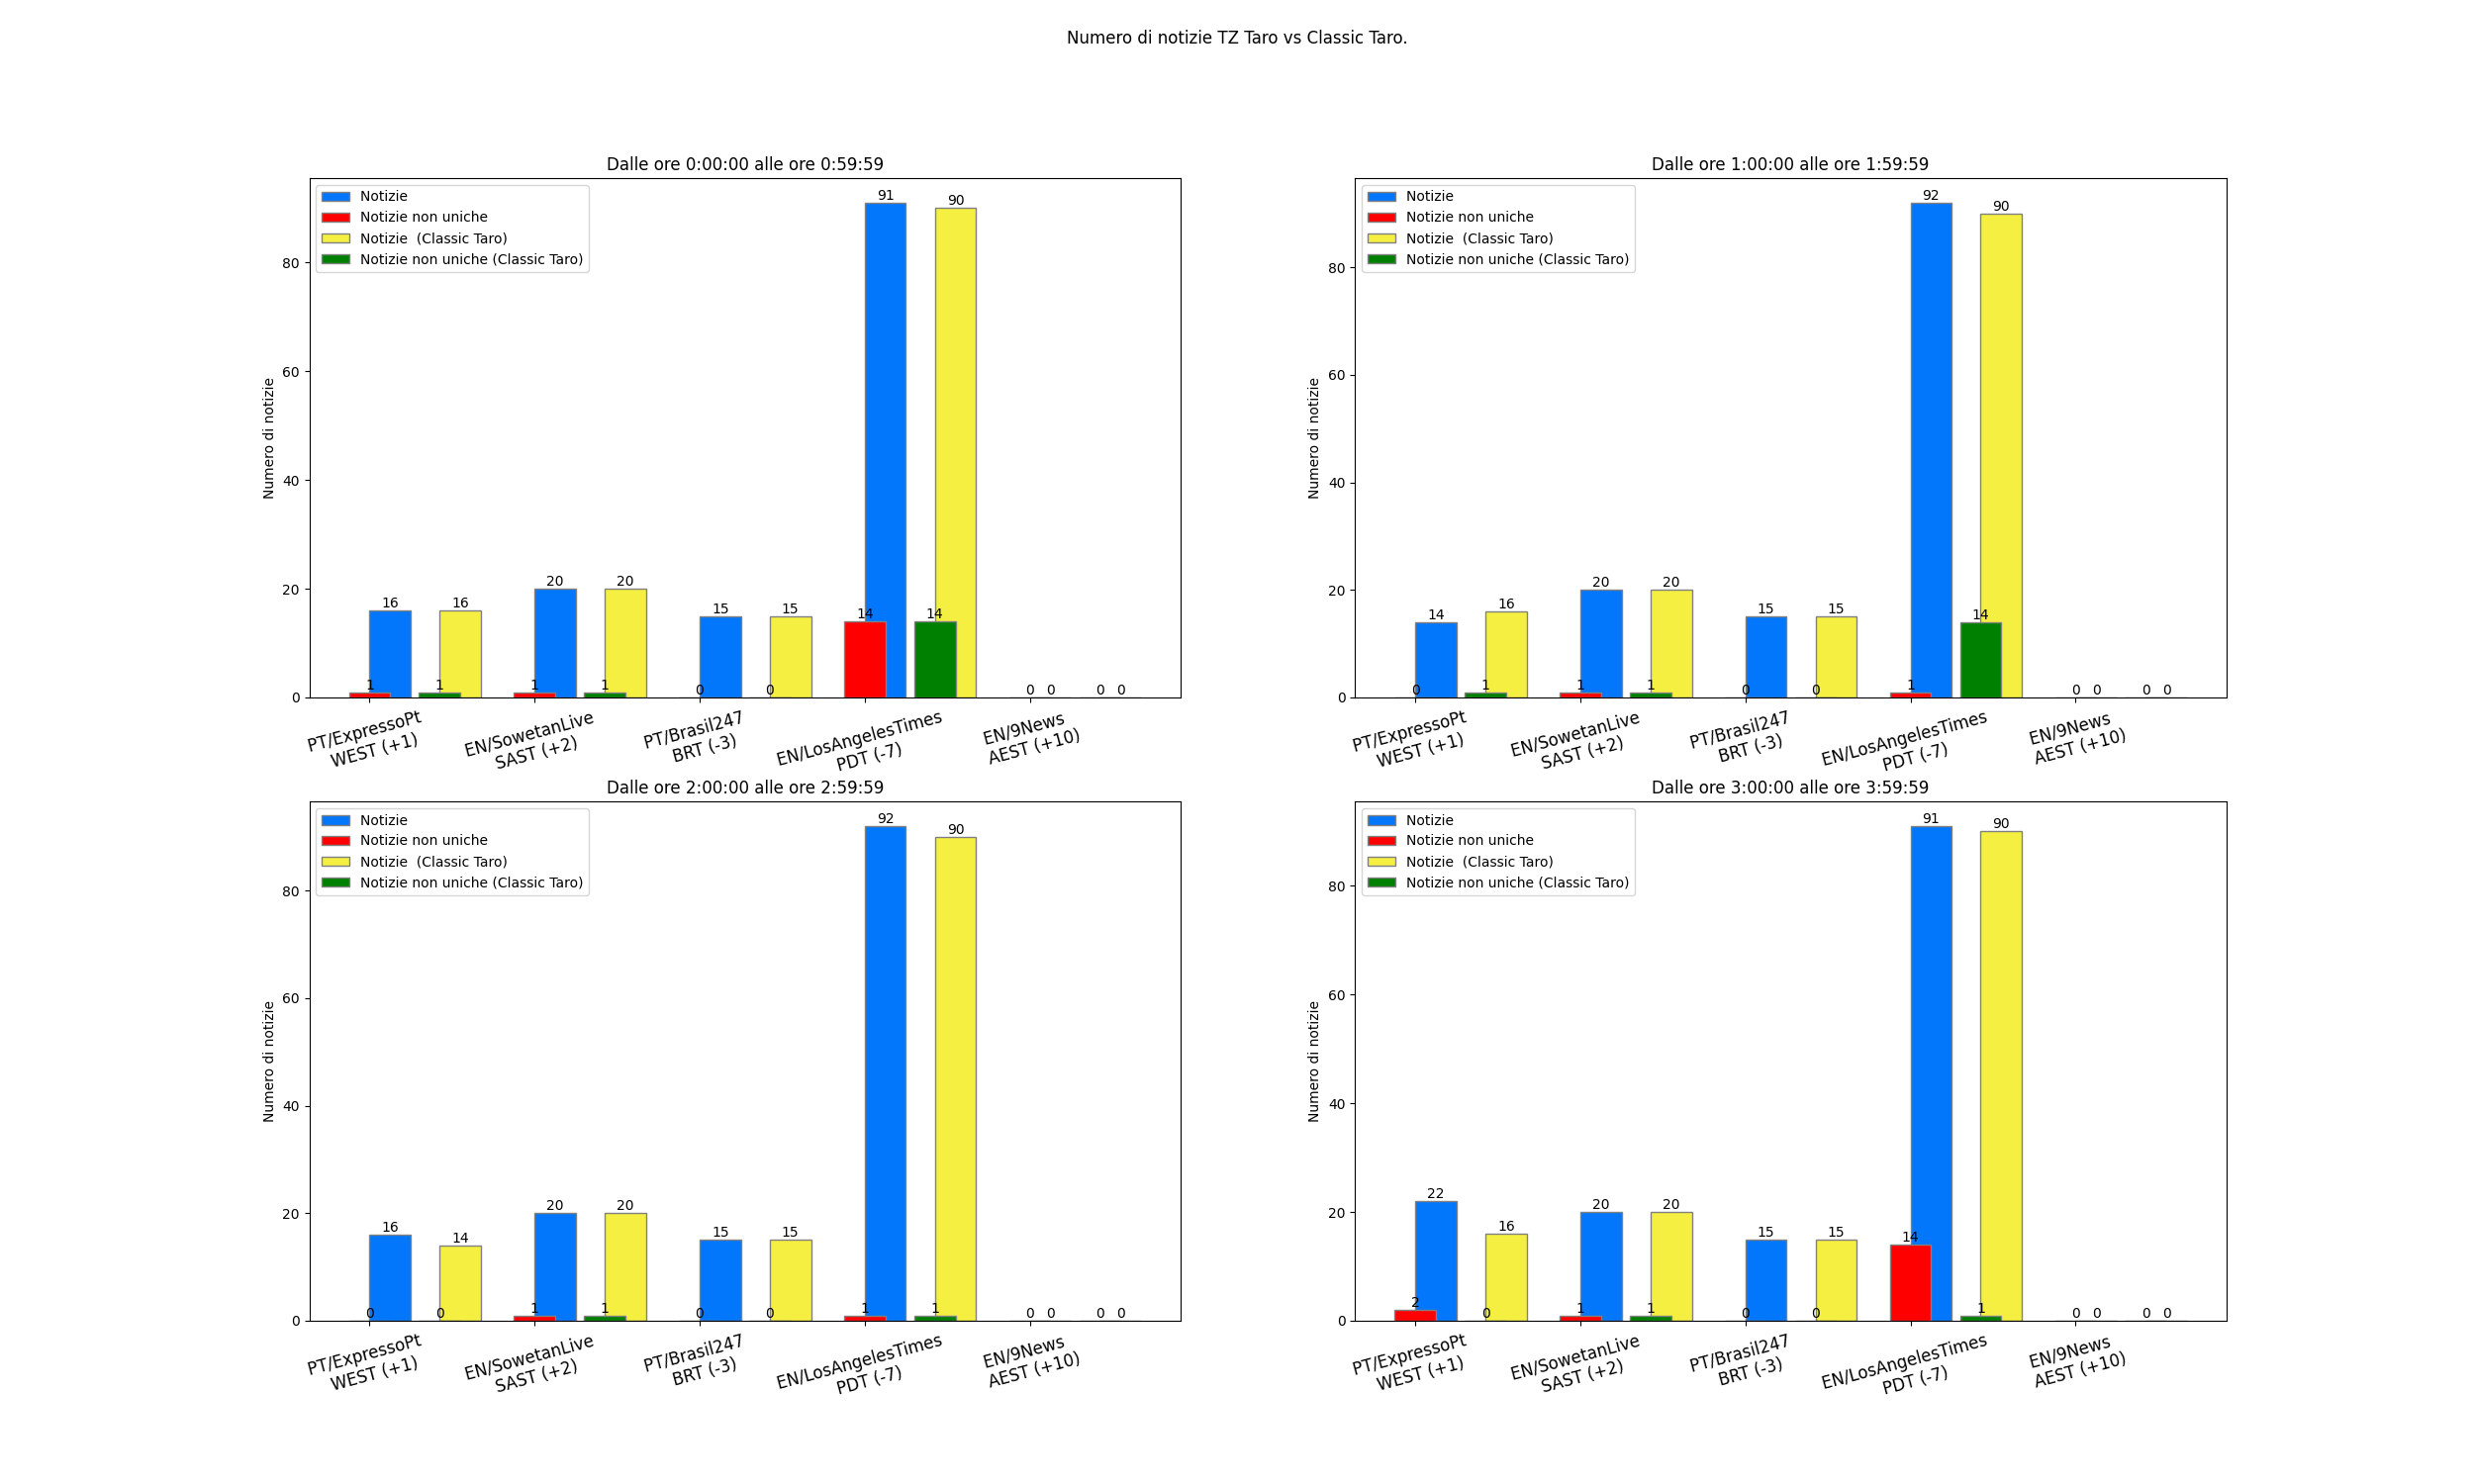 Numero di notizie TZ Taro vs Classic Taro.
Dalle ore 0:00:00 alle ore 0:59:59
Notizie
Notizie non uniche
Notizie (Classic Taro)
Notizie non uniche (Classic Taro)
Numero di notizie
80
60
40
20
0
91
90
16
16
20
20
15
15
14
14
1
1
1
1
0
0
0
0
0
0
PT/ExpressoPt
WEST (+1)
EN/SowetanLive
SAST (+2)
PT/Brasil247
BRT (-3)
EN/LosAngelesTimes
PDT (-7)
EN/9News
AEST (+10)
Dalle ore 1:00:00 alle ore 1:59:59
Notizie
Notizie non uniche
Notizie (Classic Taro)
Notizie non uniche (Classic Taro)
Numero di notizie
80
60
40
20
0
92
90
14
16
20
20
15
15
14
0
1
1
1
0
0
1
0
0
0
0
PT/ExpressoPt
WEST (+1)
EN/SowetanLive
SAST (+2)
PT/Brasil247
BRT (-3)
EN/LosAngelesTimes
PDT (-7)
EN/9News
AEST (+10)
Dalle ore 2:00:00 alle ore 2:59:59
Notizie
Notizie non uniche
Notizie (Classic Taro)
Notizie non uniche (Classic Taro)
Numero di notizie
80
60
40
20
0
92
90
16
14
20
20
15
15
0
0
1
1
0
0
1
1
0
0
0
0
PT/ExpressoPt
WEST (+1)
EN/SowetanLive
SAST (+2)
PT/Brasil247
BRT (-3)
EN/LosAngelesTimes
PDT (-7)
EN/9News
AEST (+10)
Dalle ore 3:00:00 alle ore 3:59:59
Notizie
Notizie non uniche
Notizie (Classic Taro)
Notizie non uniche (Classic Taro)
Numero di notizie
80
60
40
20
0
91
90
22
16
20
20
15
15
14
2
0
1
1
0
0
1
0
0
0
0
PT/ExpressoPt
WEST (+1)
EN/SowetanLive
SAST (+2)
PT/Brasil247
BRT (-3)
EN/LosAngelesTimes
PDT (-7)
EN/9News
AEST (+10)